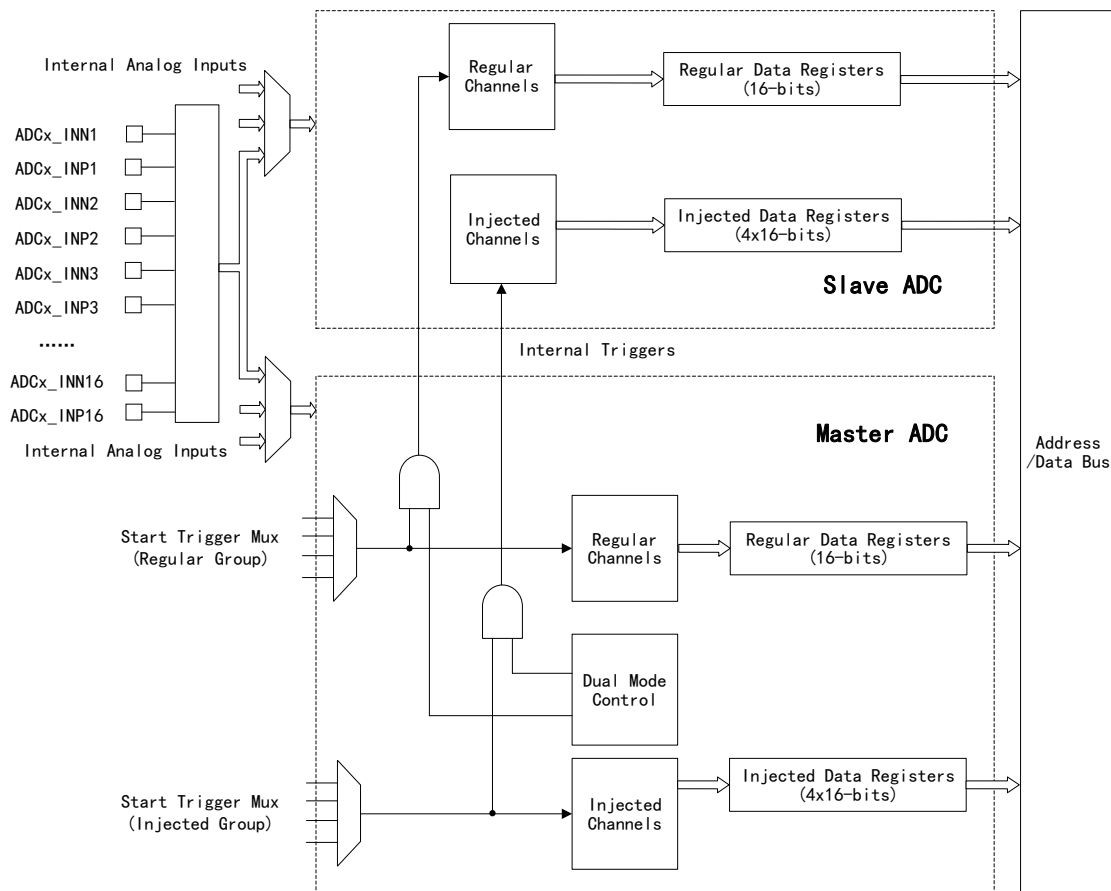 Internal Analog Inputs
ADCx_INN1
ADCx_INP1
ADCx_INN2
ADCx_INP2
ADCx_INN3
ADCx_INP3
......
ADCx_INN16
ADCx_INP16
Internal Analog Inputs
Regular
Channels
Regular Data Registers
(16-bits)
Injected
Channels
Injected Data Registers
(4x16-bits)
Slave ADC
Internal Triggers
Master ADC
Address
/Data Bus
Start Trigger Mux
(Regular Group)
Regular
Channels
Regular Data Registers
(16-bits)
Dual Mode
Control
Start Trigger Mux
(Injected Group)
Injected
Channels
Injected Data Registers
(4x16-bits)